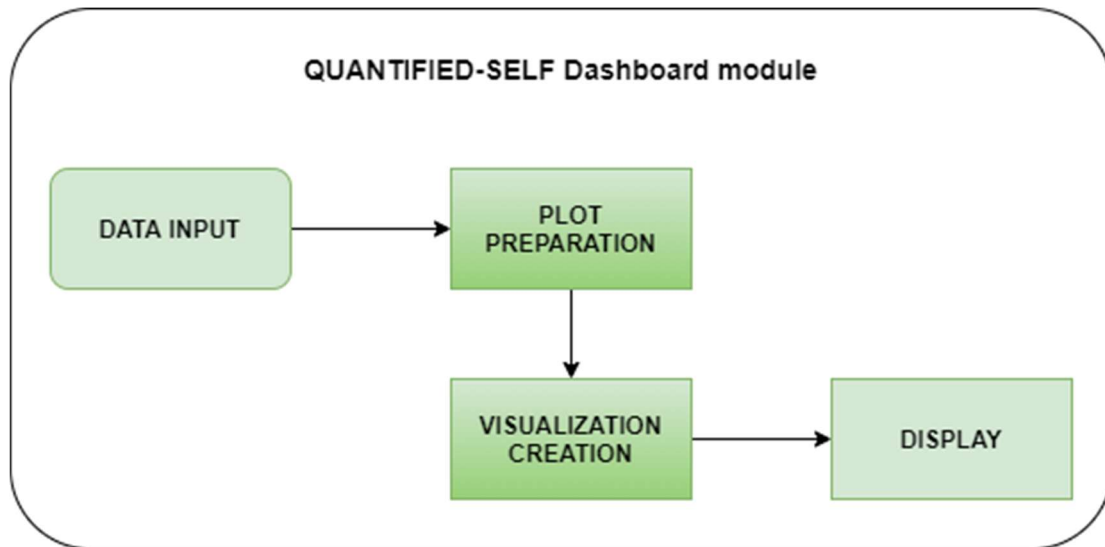 QUANTIFIED-SELF Dashboard module
DATA INPUT
PLOT
PREPARATION
VISUALIZATION
CREATION
DISPLAY